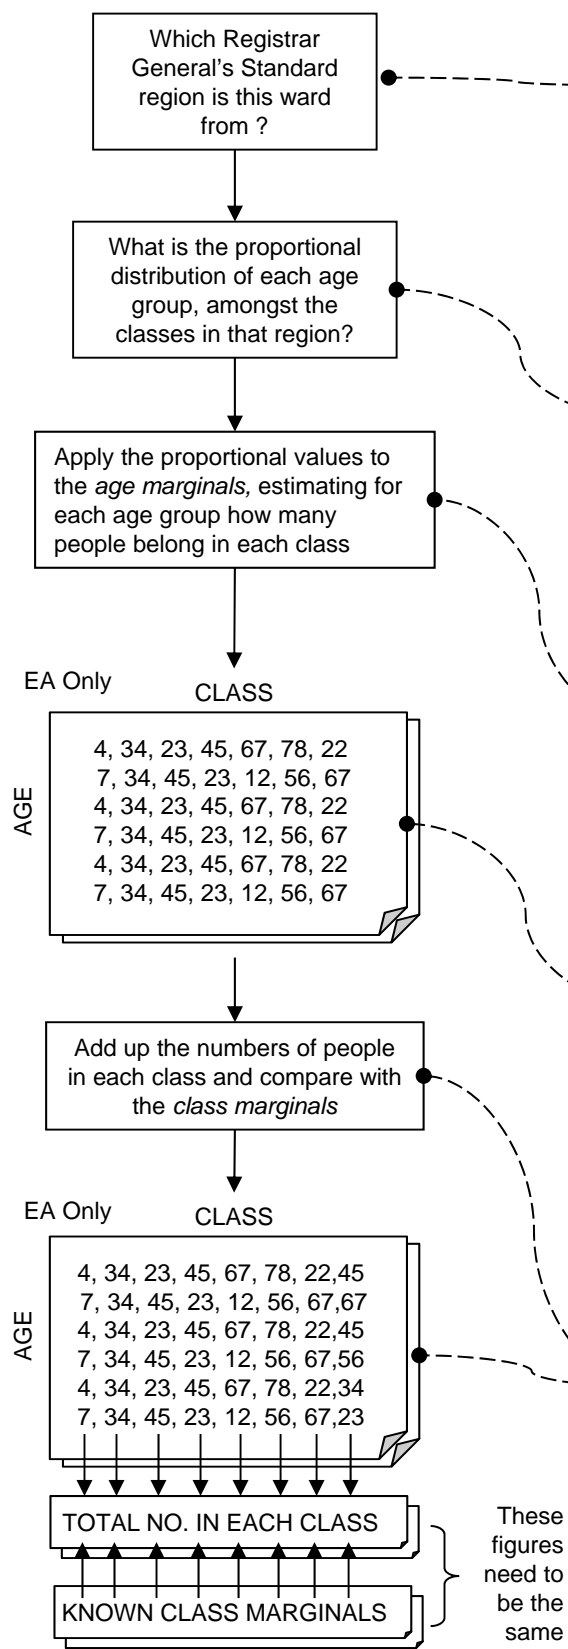 Which Registrar
General's Standard
region is this ward
from ?
What is the proportional
distribution of each age
group, amongst the
classes in that region?
Apply the proportional values to
the age marginals, estimating for
each age group how many
people belong in each class
EA Only
CLASS
AGE
4, 34, 23, 45, 67, 78, 22
7, 34, 45, 23, 12, 56, 67
4, 34, 23, 45, 67, 78, 22
7, 34, 45, 23, 12, 56, 67
4, 34, 23, 45, 67, 78, 22
7, 34, 45, 23, 12, 56, 67
Add up the numbers of people
in each class and compare with
the class marginals
EA Only
CLASS
AGE
4, 34, 23, 45, 67, 78, 22,45
7, 34, 45, 23, 12, 56, 67,67
4, 34, 23, 45, 67, 78, 22,45
7, 34, 45, 23, 12, 56, 67,56
4, 34, 23, 45, 67, 78, 22,34
7, 34, 45, 23, 12, 56, 67,23
TOTAL NO. IN EACH CLASS
KNOWN CLASS MARGINALS
These
figures
need to
be the
same